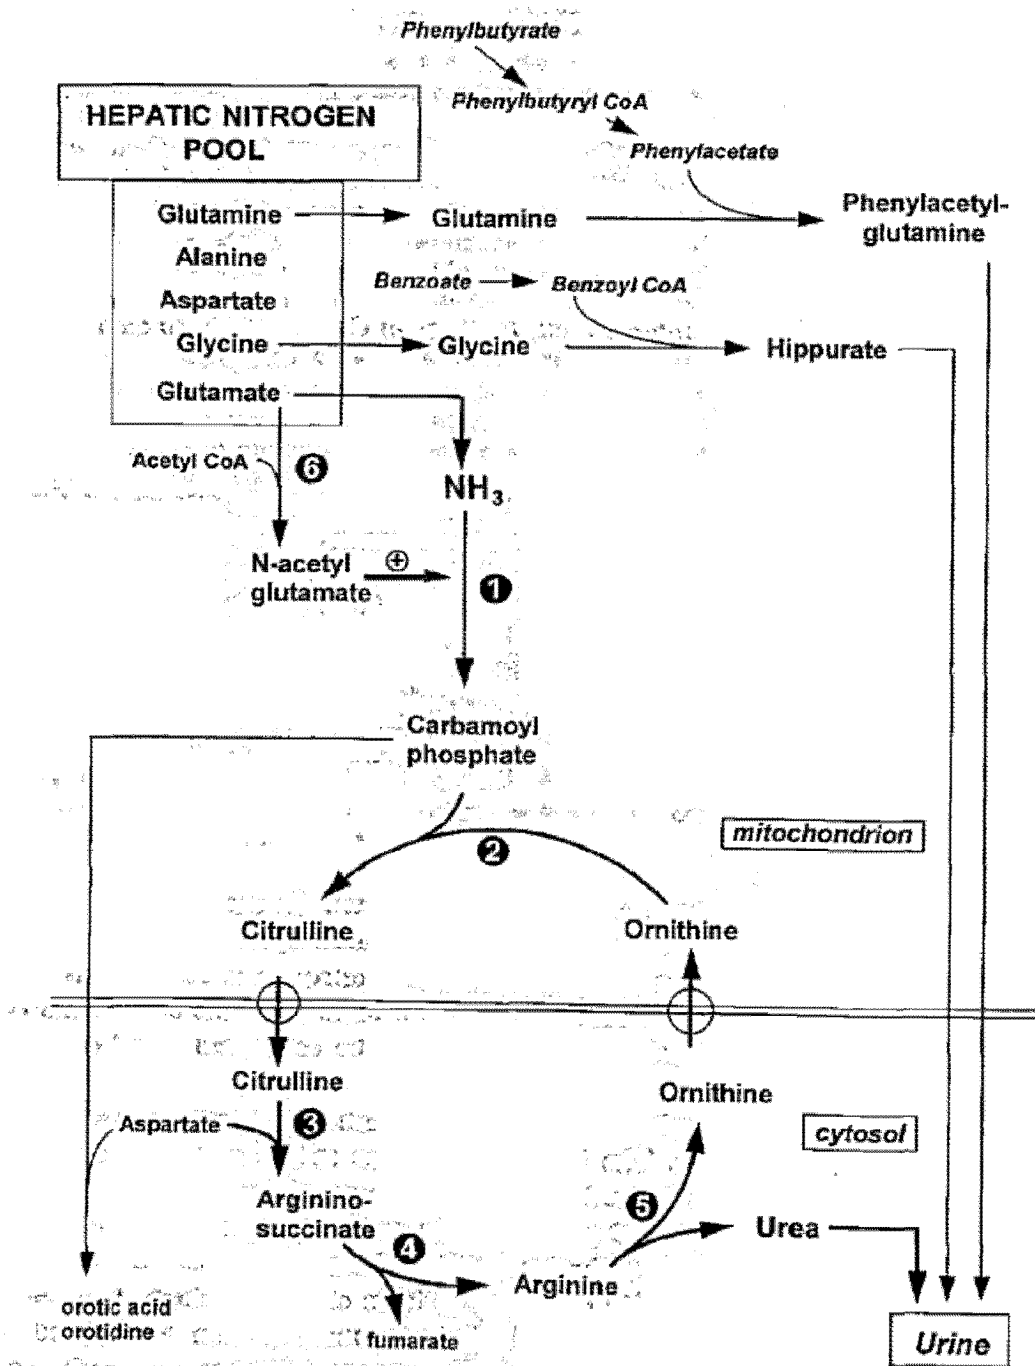 Phenylbutyrate
Phenylbutyryl CoA
Phenylacetate
HEPATIC NITROGEN
POOL
Glutamine
Alanine
Aspartate
Glycine
Glutamate
Glutamine
Phenylacetyl-
glutamine
Benzoate
Benzoyl CoA
Glycine
Hippurate
Acetyl CoA
6
NH3
N-acetyl
glutamate
+
1
Carbamoyl
phosphate
mitochondrion
2
Citrulline
Ornithine
Citrulline
Ornithine
Aspartate
3
cytosol
Arginino-
succinate
4
5
Urea
Arginine
orotic acid
orotidine
fumarate
Urine